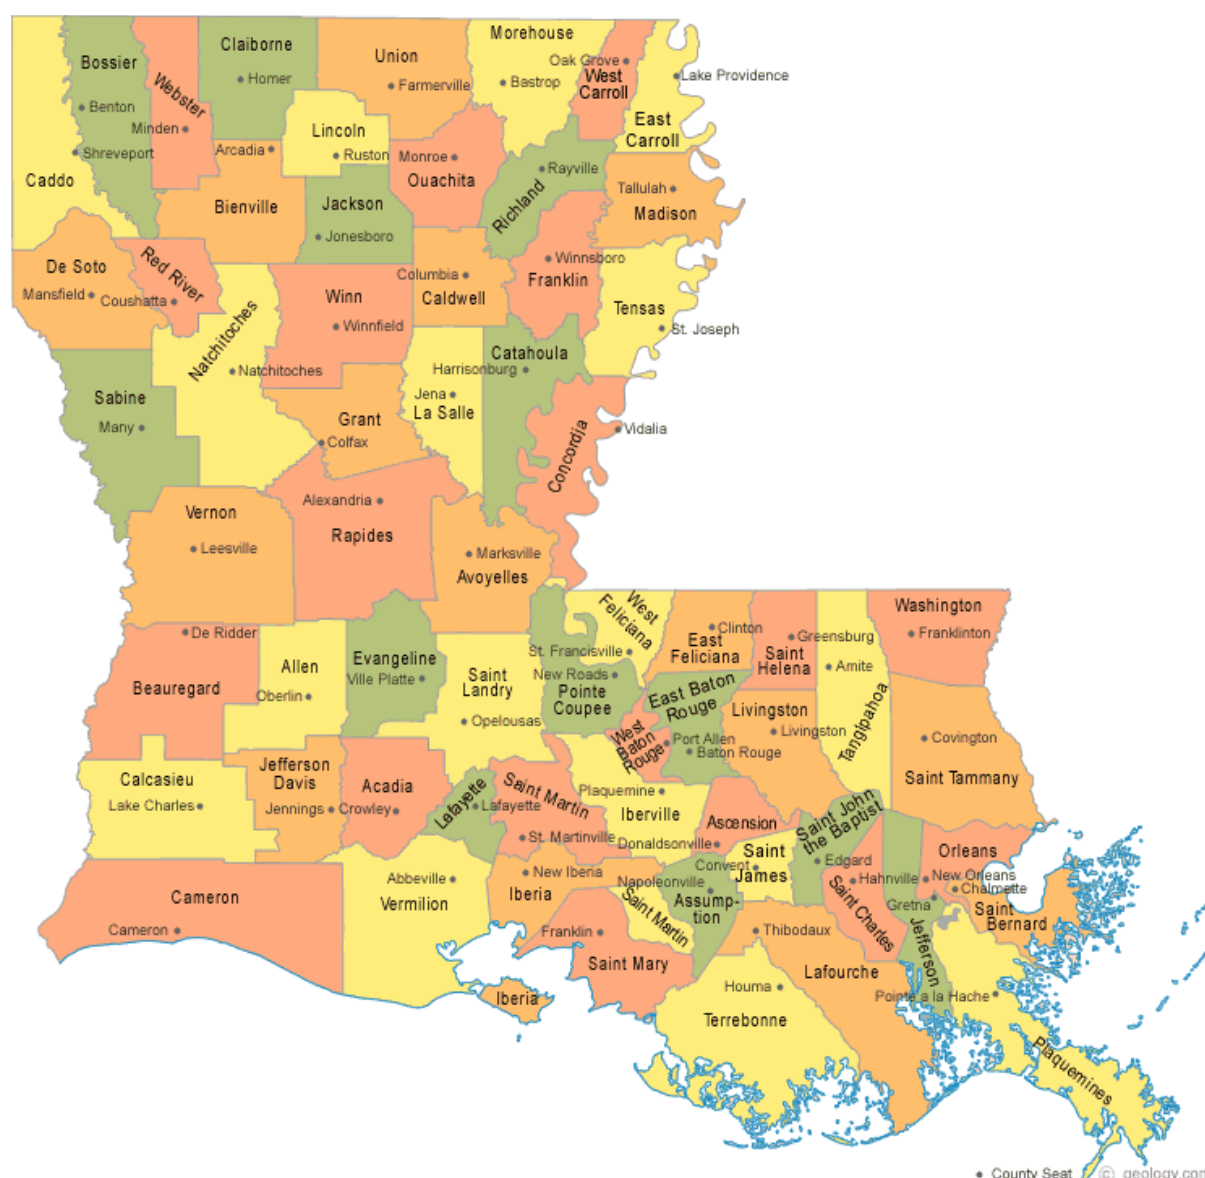 Morehouse
Claiborne
Union
Bossier
Oak Grove
West
Carroll
Lake Providence
Homer
Farmerville
Bastrop
Webster
Benton
Minden
Lincoln
East
Carroll
Shreveport
Arcadia
Ruston
Monroe
Ouachita
Rayville
Richland
Caddo
Tallulah
Madison
Bienville
Jackson
Jonesboro
De Soto
Red River
Mansfield
Coushatta
Winn
Columbia
Caldwell
Winnsboro
Franklin
Tensas
Natchitoches
Winnfield
St. Joseph
Catahoula
Harrisonburg
Natchitoches
Sabine
Jena
La Salle
Many
Grant
Colfax
Vidalia
Concordia
Alexandria
Vernon
Rapides
Leesville
Marksville
Avoyelles
West
Feliciana
Washington
De Ridder
Clinton
East
Feliciana
Greensburg
Saint
Helena
Franklinton
Allen
Evangeline
Ville Platte
St. Francisville
Amite
Beauregard
Oberlin
Saint
Landry
New Roads
Pointe
Coupee
East Baton
Rouge
Tangipahoa
Opelousas
Livingston
Livingston
West
Baton
Rouge
Port Allen
Baton Rouge
Covington
Calcasieu
Jefferson
Davis
Acadia
Saint Tammany
Lake Charles
Jennings
Crowley
Lafayette
Lafayette
Saint Martin
Plaquemine
Iberville
Saint John
the Baptist
St. Martinville
Ascension
Donaldsonville
Saint
James
Convent
Edgard
Orleans
Cameron
Abbeville
Vermilion
New Iberia
Iberia
Napoleonville
Assump-
tion
Hahnville
New Orleans
Chalmette
Gretna
Saint
Bernard
Saint Martin
Saint Charles
Cameron
Franklin
Thibodaux
Jefferson
Saint Mary
Lafourche
Iberia
Houma
Pointe a la Hache
Terrebonne
Plaquemines
County Seat
© geology.com